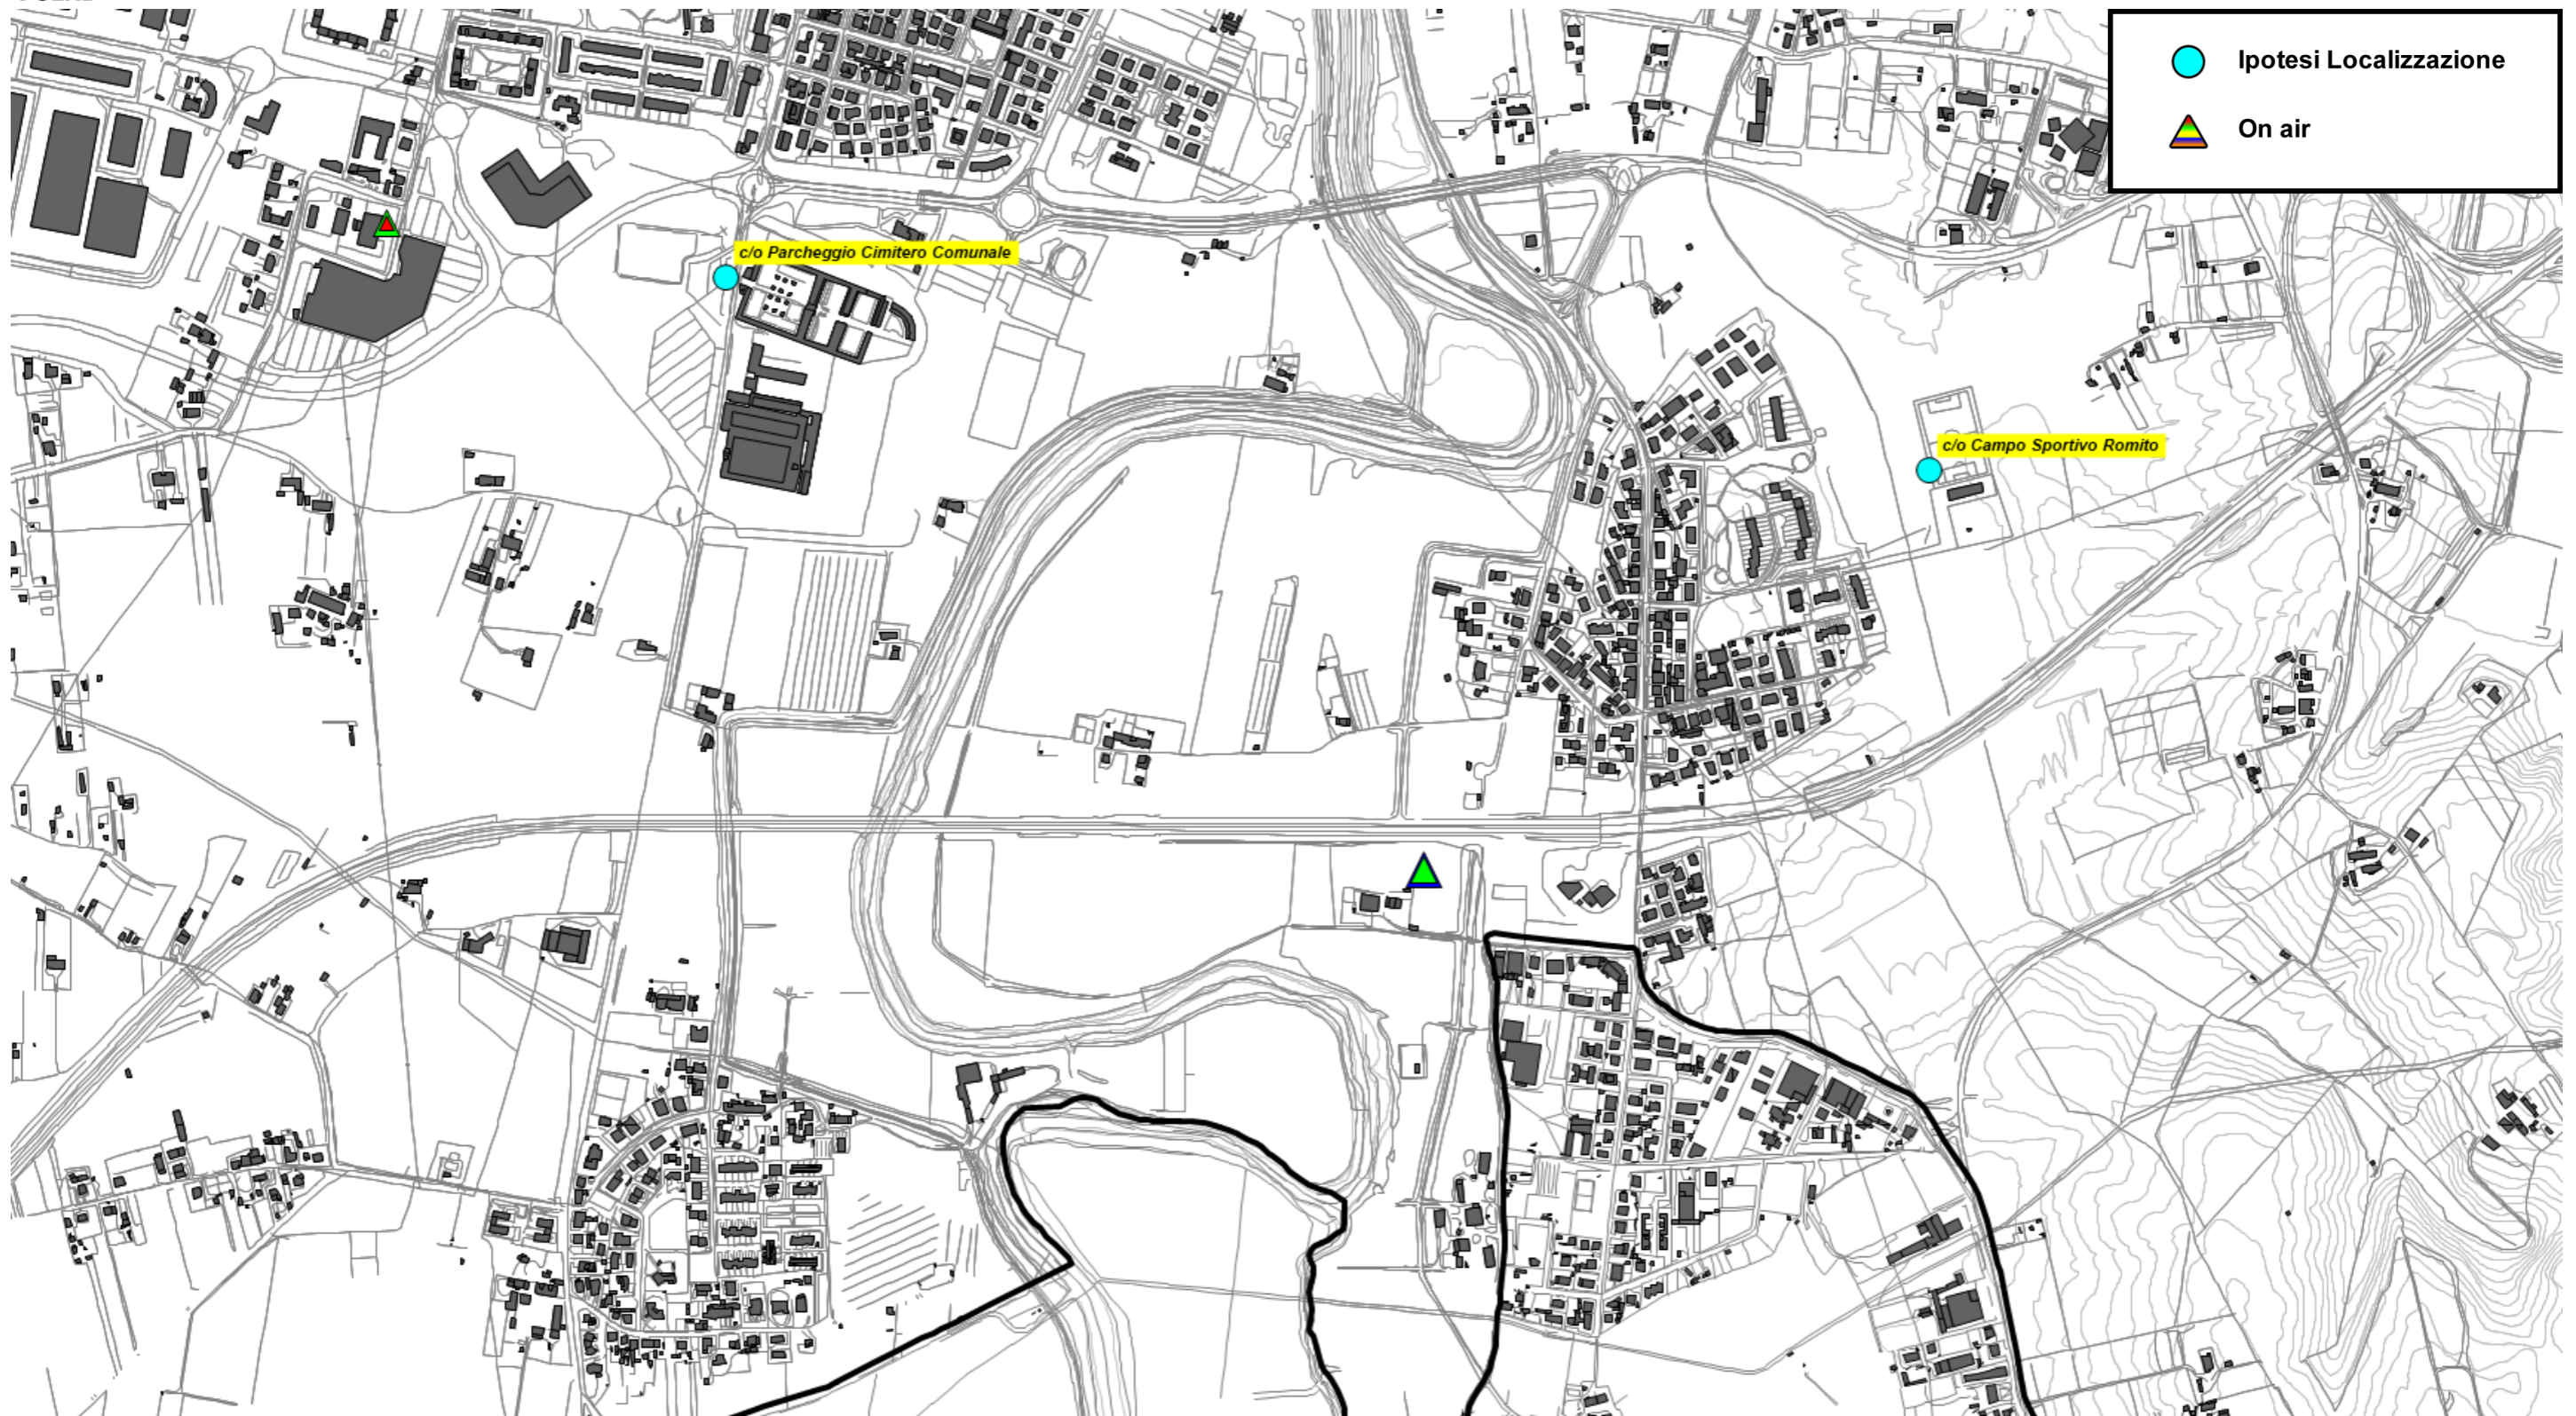 Ipotesi Localizzazione
On air
c/o Parcheggio Cimitero Comunale
c/o Campo Sportivo Romito